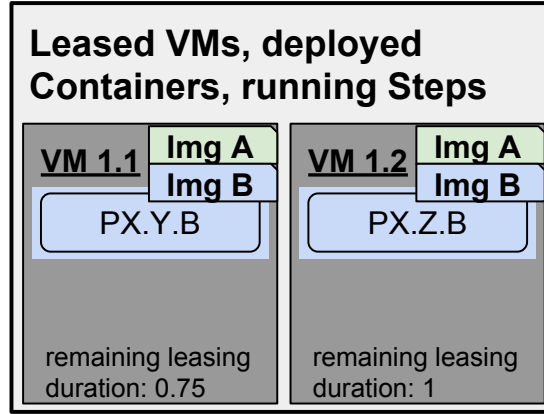 Leased VMs, deployed
Containers, running Steps
VM 1.1
Img A
Img B
PX.Y.B
remaining leasing
duration: 0.75
VM 1.2
Img A
Img B
PX.Z.B
remaining leasing
duration: 1